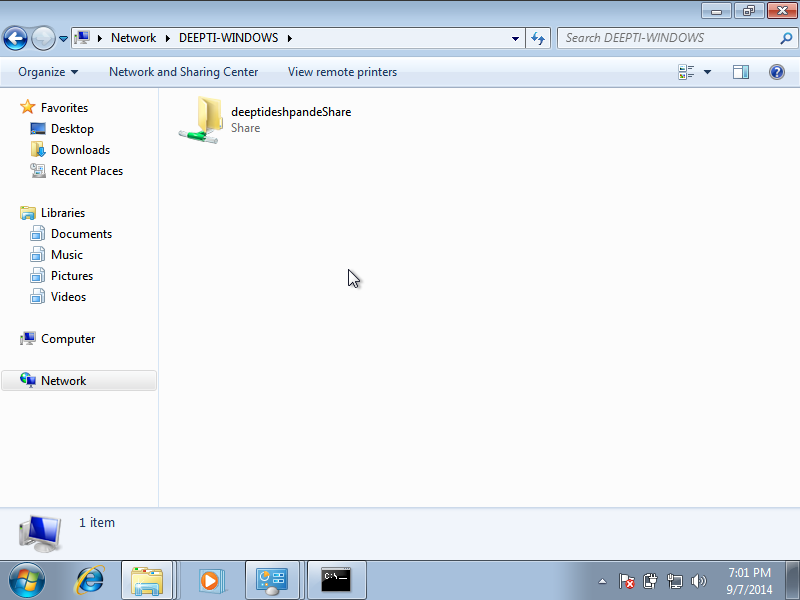 Network DEEPTI-WINDOWS
Search DEEPTI-WINDOWS
Organize Network and Sharing Center View remote printers
Favorites
Desktop
Downloads
Recent Places
Libraries
Documents
Music
Pictures
Videos
Computer
Network
deeptideshpandeShare
Share
1 item
C:\_
7:01 PM
9/7/2014